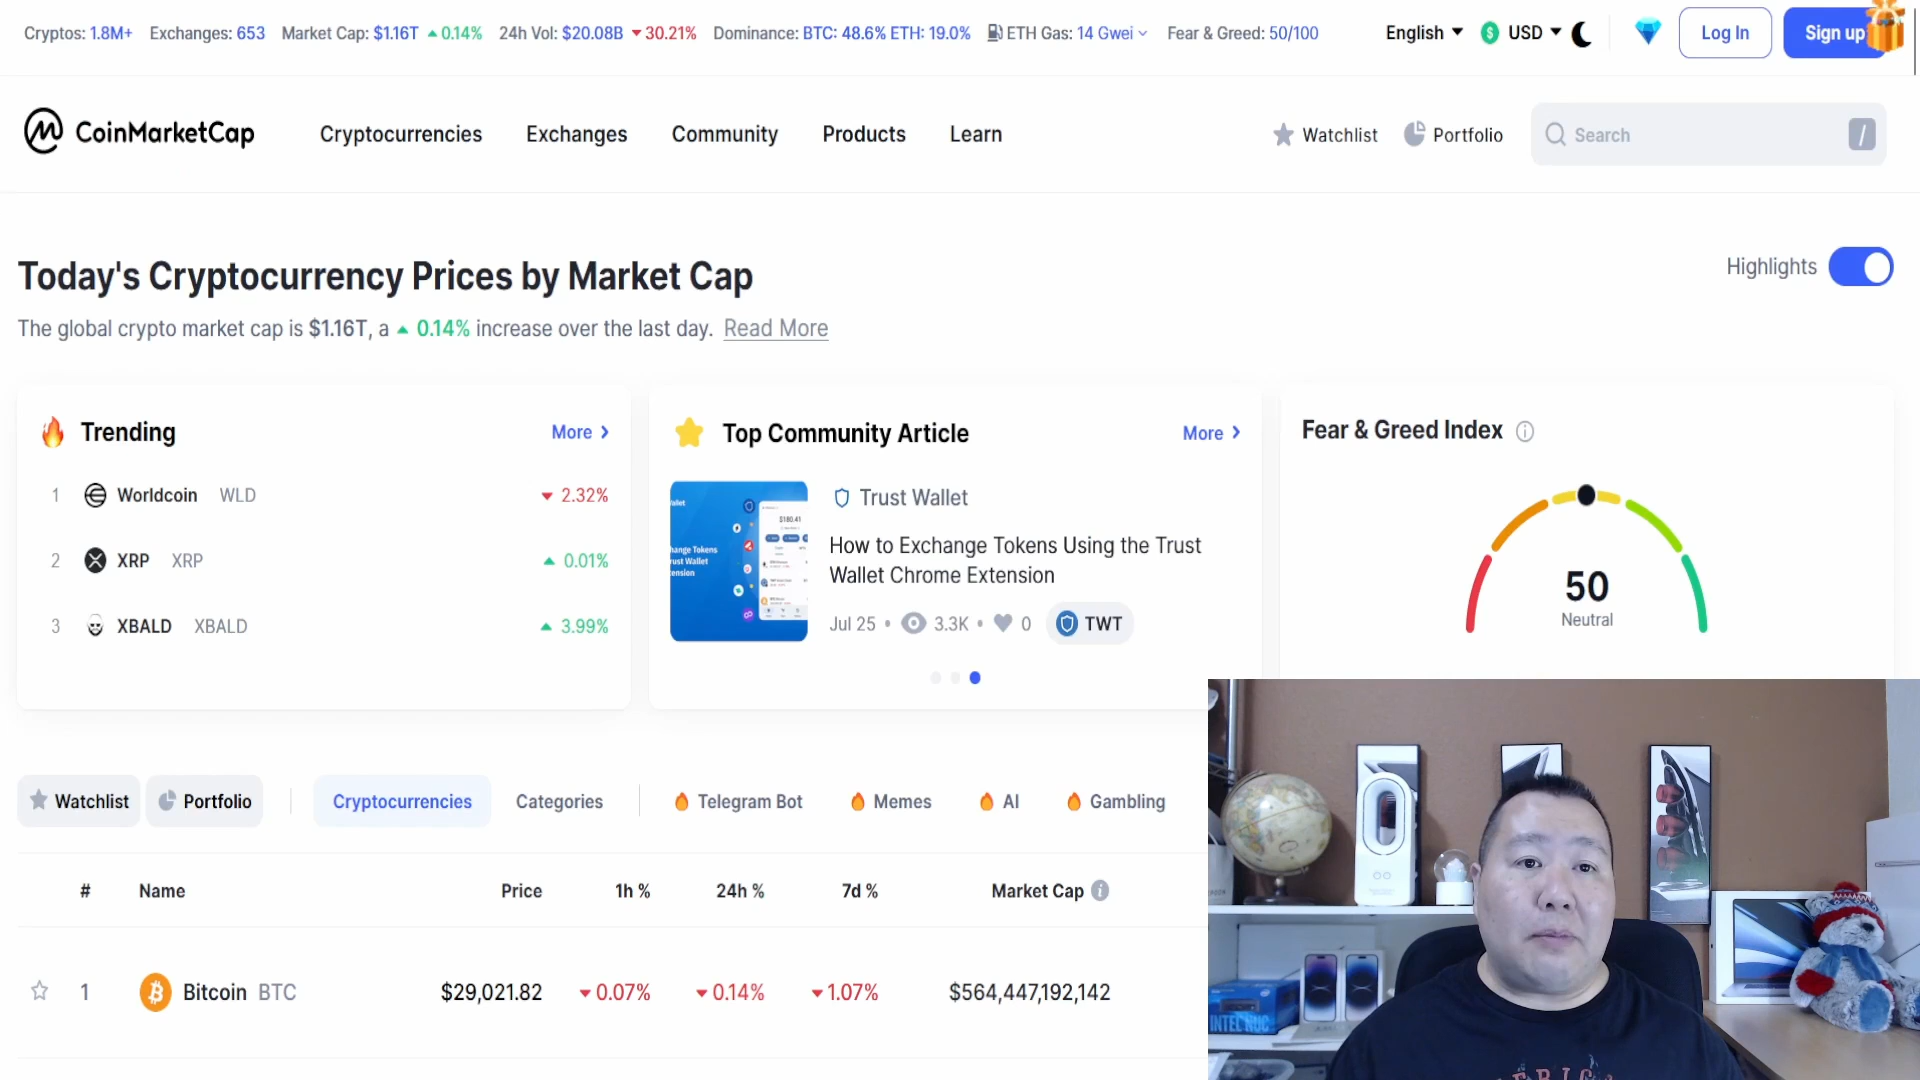 Cryptos: 1.8M+ Exchanges: 653 Market Cap: $1.16T 0.14% 24h Vol: $20.08B 30.21% Dominance: BTC: 48.6% ETH: 19.0% ETH Gas: 14 Gwei Fear & Greed: 50/100 English USD Log In Sign up
CoinMarketCap Cryptocurrencies Exchanges Community Products Learn Watchlist Portfolio Search /
Today's Cryptocurrency Prices by Market Cap Highlights
The global crypto market cap is $1.16T, a 0.14% increase over the last day. Read More
Trending More
1 Worldcoin WLD 2.32%
2 XRP XRP 0.01%
3 XBALD XBALD 3.99%
Top Community Article More
Trust Wallet
How to Exchange Tokens Using the Trust
Wallet Chrome Extension
Jul 25 • 3.3K • 0 TWT
$180.41
Fear & Greed Index
50
Neutral
Watchlist Portfolio Cryptocurrencies Categories Telegram Bot Memes AI Gambling
# Name Price 1h % 24h % 7d % Market Cap
1 Bitcoin BTC $29,021.82 0.07% 0.14% 1.07% $564,447,192,142
INTEL NUC